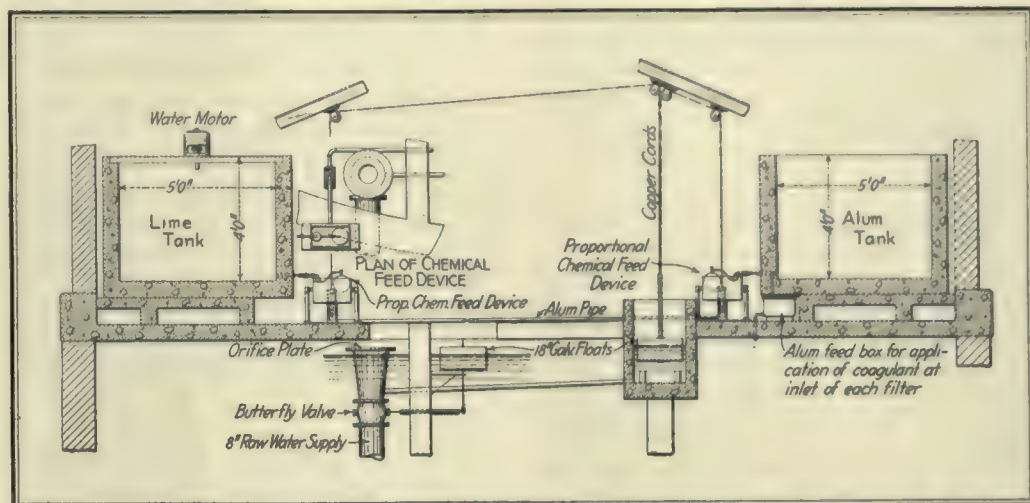 Water Motor
5'0"
Lime
Tank
4'0"
PLAN OF CHEMICAL
FEED DEVICE
Prop. Chem. Feed Device
Copper Cords
Proportional
Chemical Feed
Device
5'0"
Alum
Tank
4'0"
Alum Pipe
Orifice Plate
18" Galv. Floats
Butterfly Valve
8" Raw Water Supply
Alum feed box for appli-
cation of coagulant at
inlet of each filter